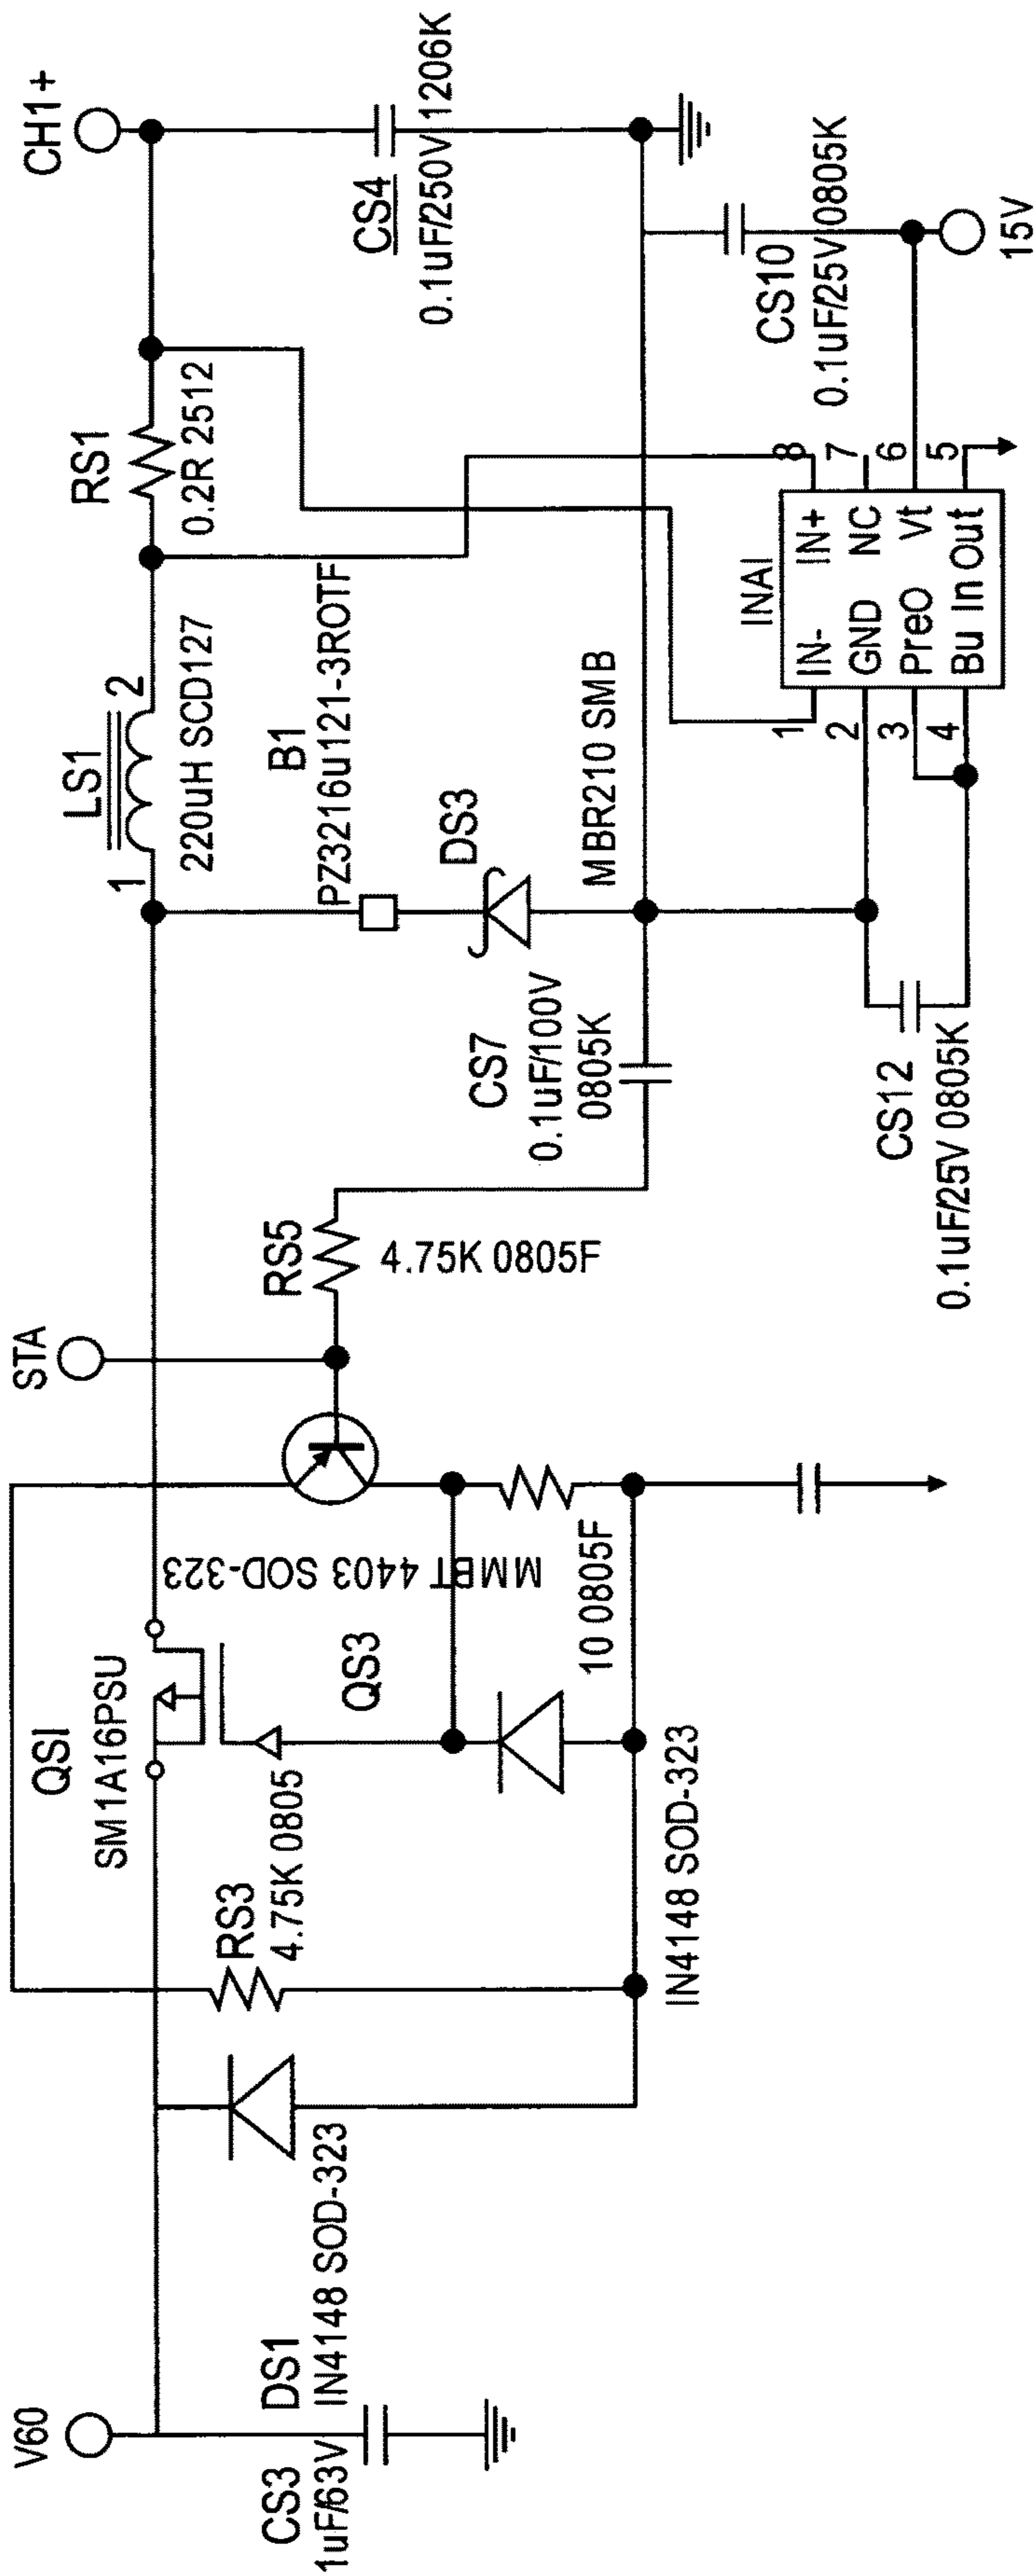 V60
CS3
1uF/63V
DS1
IN4148 SOD-323
RS3
4.75K 0805
QSI
SM1A16PSU
QS3
MMBT 4403 SOD-323
10 0805F
IN4148 SOD-323
STA
RS5
4.75K 0805F
CS7
0.1uF/100V
0805K
LS1
1
2
220uH SCD127
B1
PZ3216u121-3ROTF
DS3
MBR210 SMB
CS12
0.1uF/25V 0805K
RS1
0.2R 2512
INAI
1
IN-
IN+
8
2
GND
NC
7
3
PreO
Vt
6
4
Bu In Out
5
CH1+
CS4
0.1uF/250V 1206K
CS10
0.1uF/25V 0805K
15V